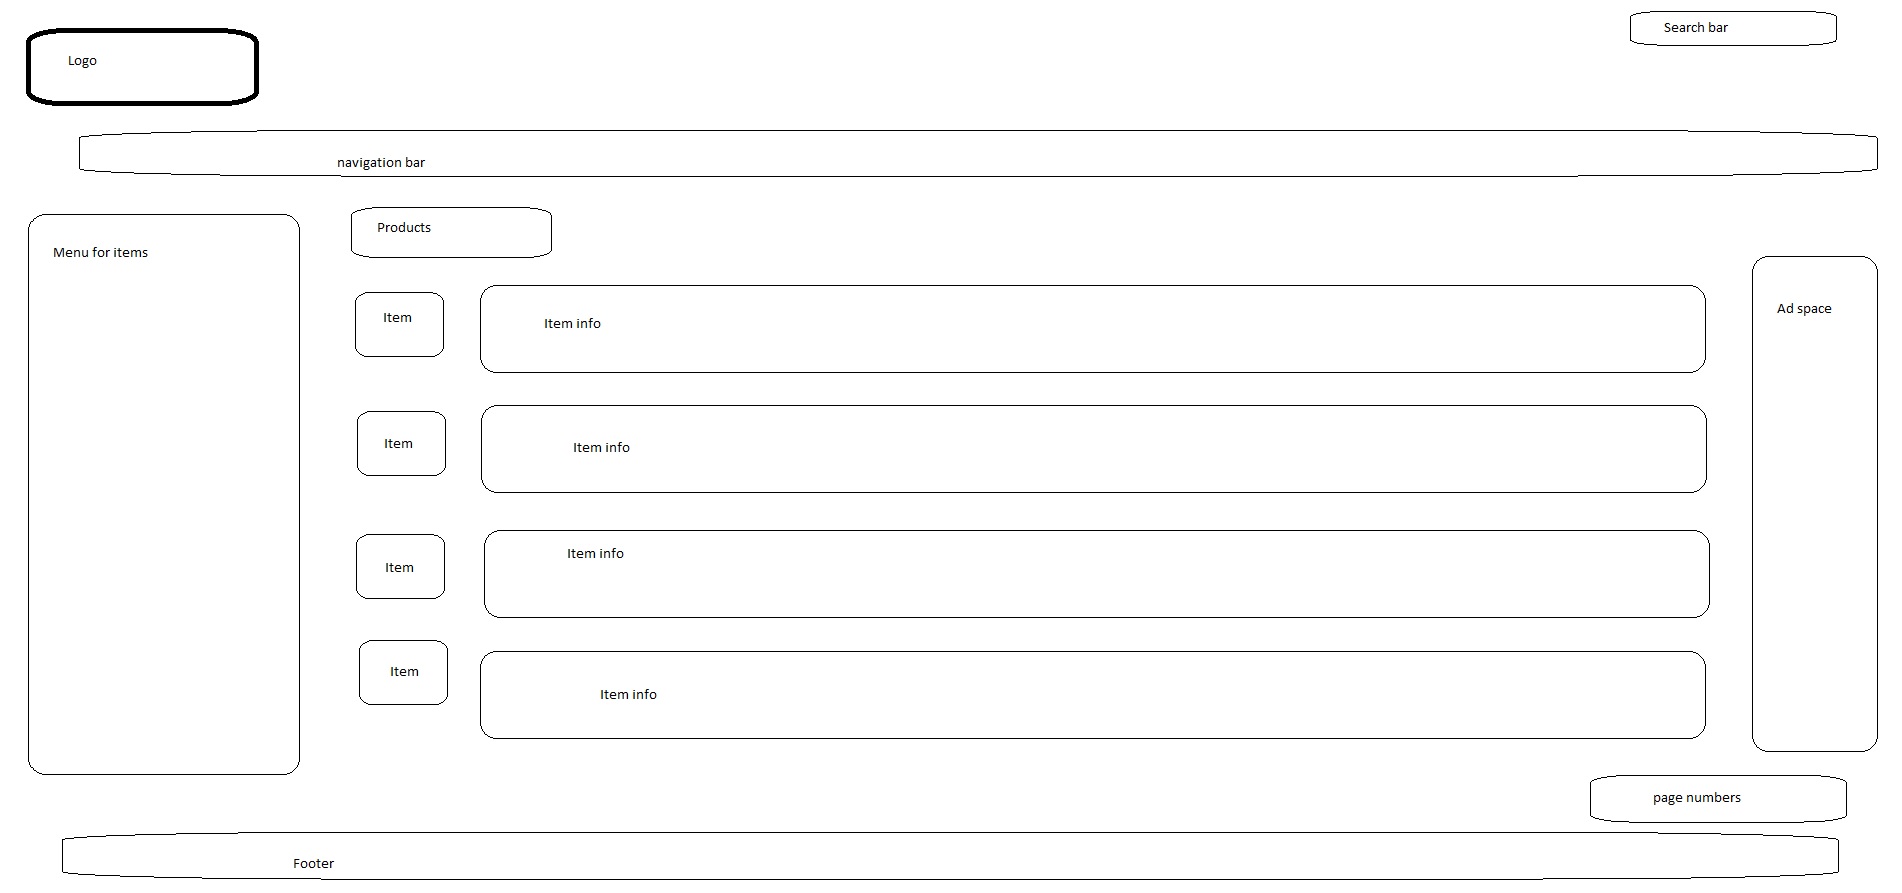 Search bar
Logo
navigation bar
Products
Menu for items
Item
Item info
Ad space
Item
Item info
Item
Item info
Item
Item info
page numbers
Footer